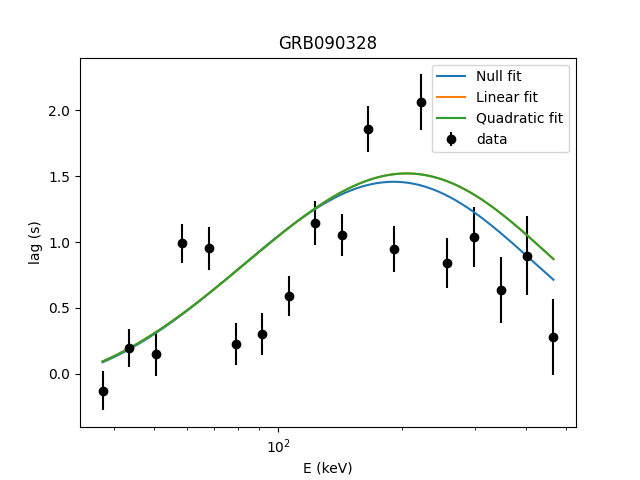 GRB090328
Null fit
Linear fit
Quadratic fit
data
lag (s)
2.0
1.5
1.0
0.5
0.0
10²
E (keV)